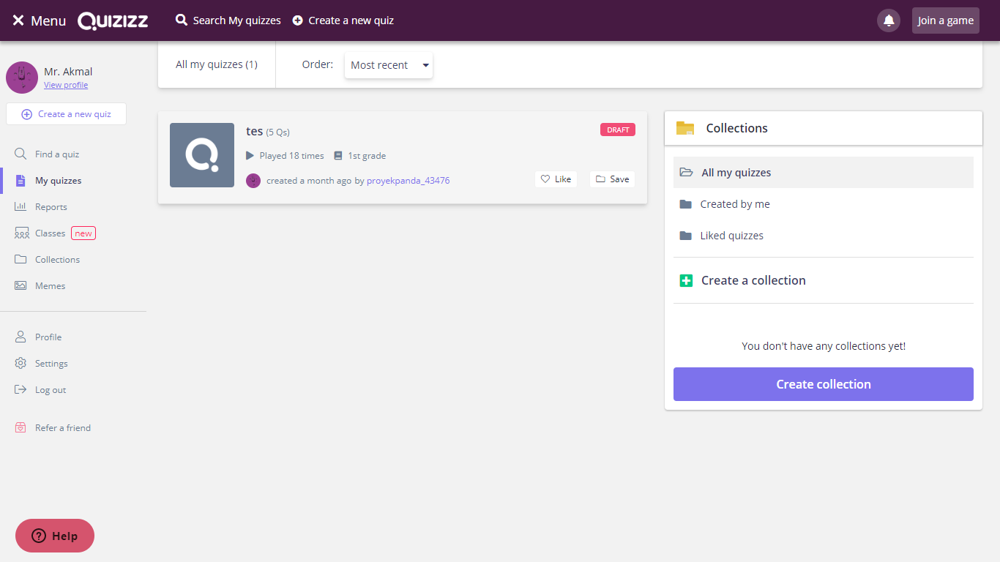 Menu QUIZIZZ Search My quizzes Create a new quiz Join a game
Mr. Akmal
View profile
Create a new quiz
Find a quiz
My quizzes
Reports
Classes new
Collections
Memes
Profile
Settings
Log out
Refer a friend
Help
All my quizzes (1) Order: Most recent
tes (5 Qs) DRAFT
Played 18 times 1st grade
created a month ago by proyekpanda_43476 Like Save
Collections
All my quizzes
Created by me
Liked quizzes
Create a collection
You don't have any collections yet!
Create collection